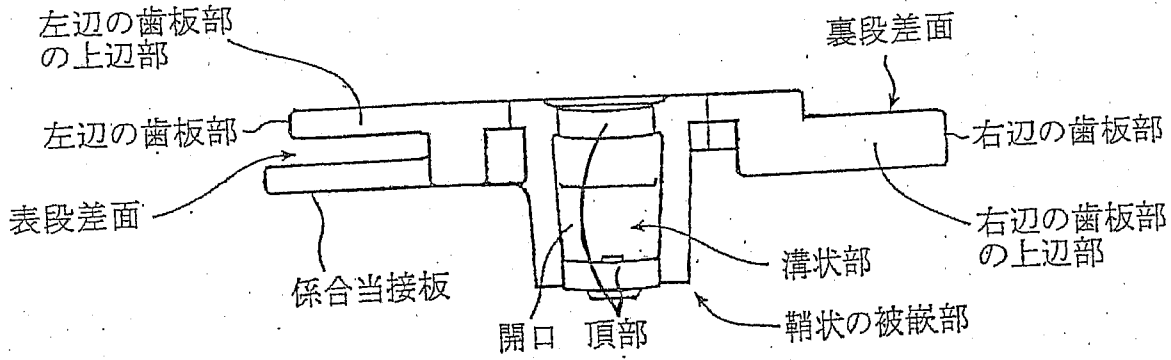 左辺の歯板部
の上辺部
裏段差面
左辺の歯板部
右辺の歯板部
表段差面
右辺の歯板部
の上辺部
係合当接板
溝状部
開口
頂部
鞘状の被嵌部